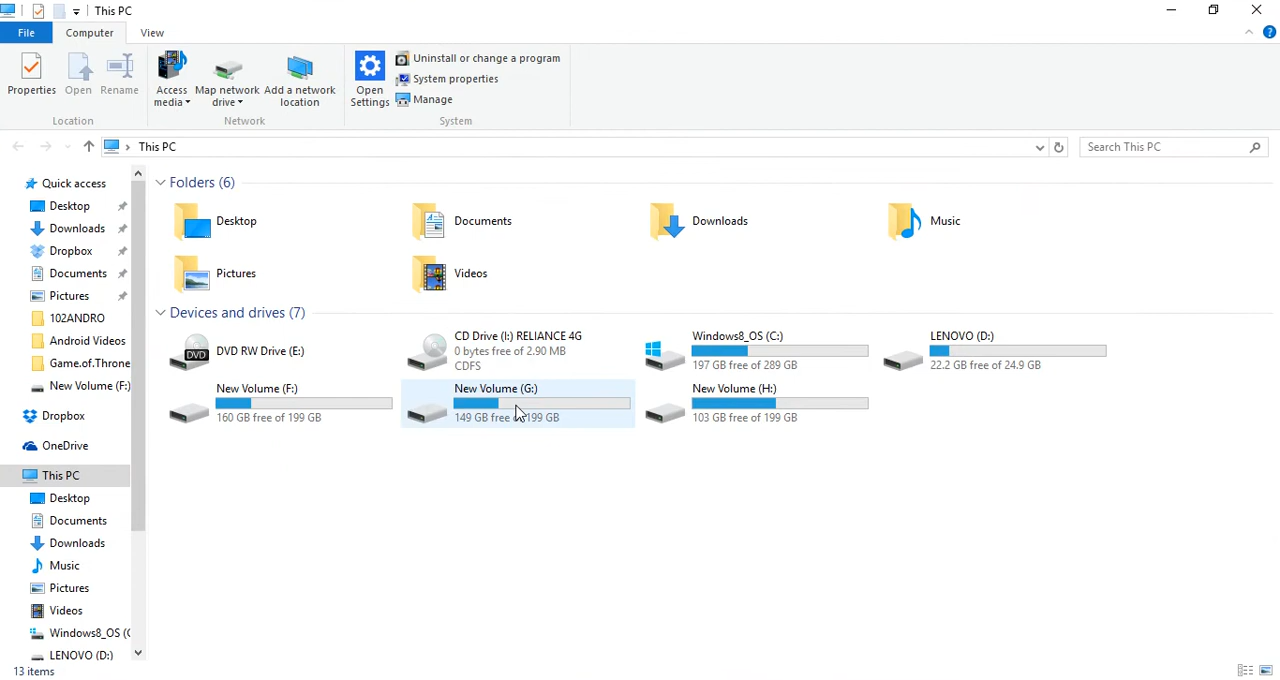 This PC
File Computer View
Properties Open Rename Access media Map network drive Add a network location Open Settings Uninstall or change a program
System properties
Manage
Location Network System
This PC
Search This PC
Quick access
Desktop
Downloads
Dropbox
Documents
Pictures
102ANDRO
Android Videos
Game.of.Throne
New Volume (F:)
Dropbox
OneDrive
This PC
Desktop
Documents
Downloads
Music
Pictures
Videos
Windows8_OS (C
LENOVO (D:)
Folders (6)
Desktop Documents Downloads Music
Pictures Videos
Devices and drives (7)
DVD
DVD RW Drive (E:)
CD Drive (I:) RELIANCE 4G
0 bytes free of 2.90 MB
CDFS
Windows8_OS (C:)
197 GB free of 289 GB
LENOVO (D:)
22.2 GB free of 24.9 GB
New Volume (F:)
160 GB free of 199 GB
New Volume (G:)
149 GB free of 199 GB
New Volume (H:)
103 GB free of 199 GB
13 items